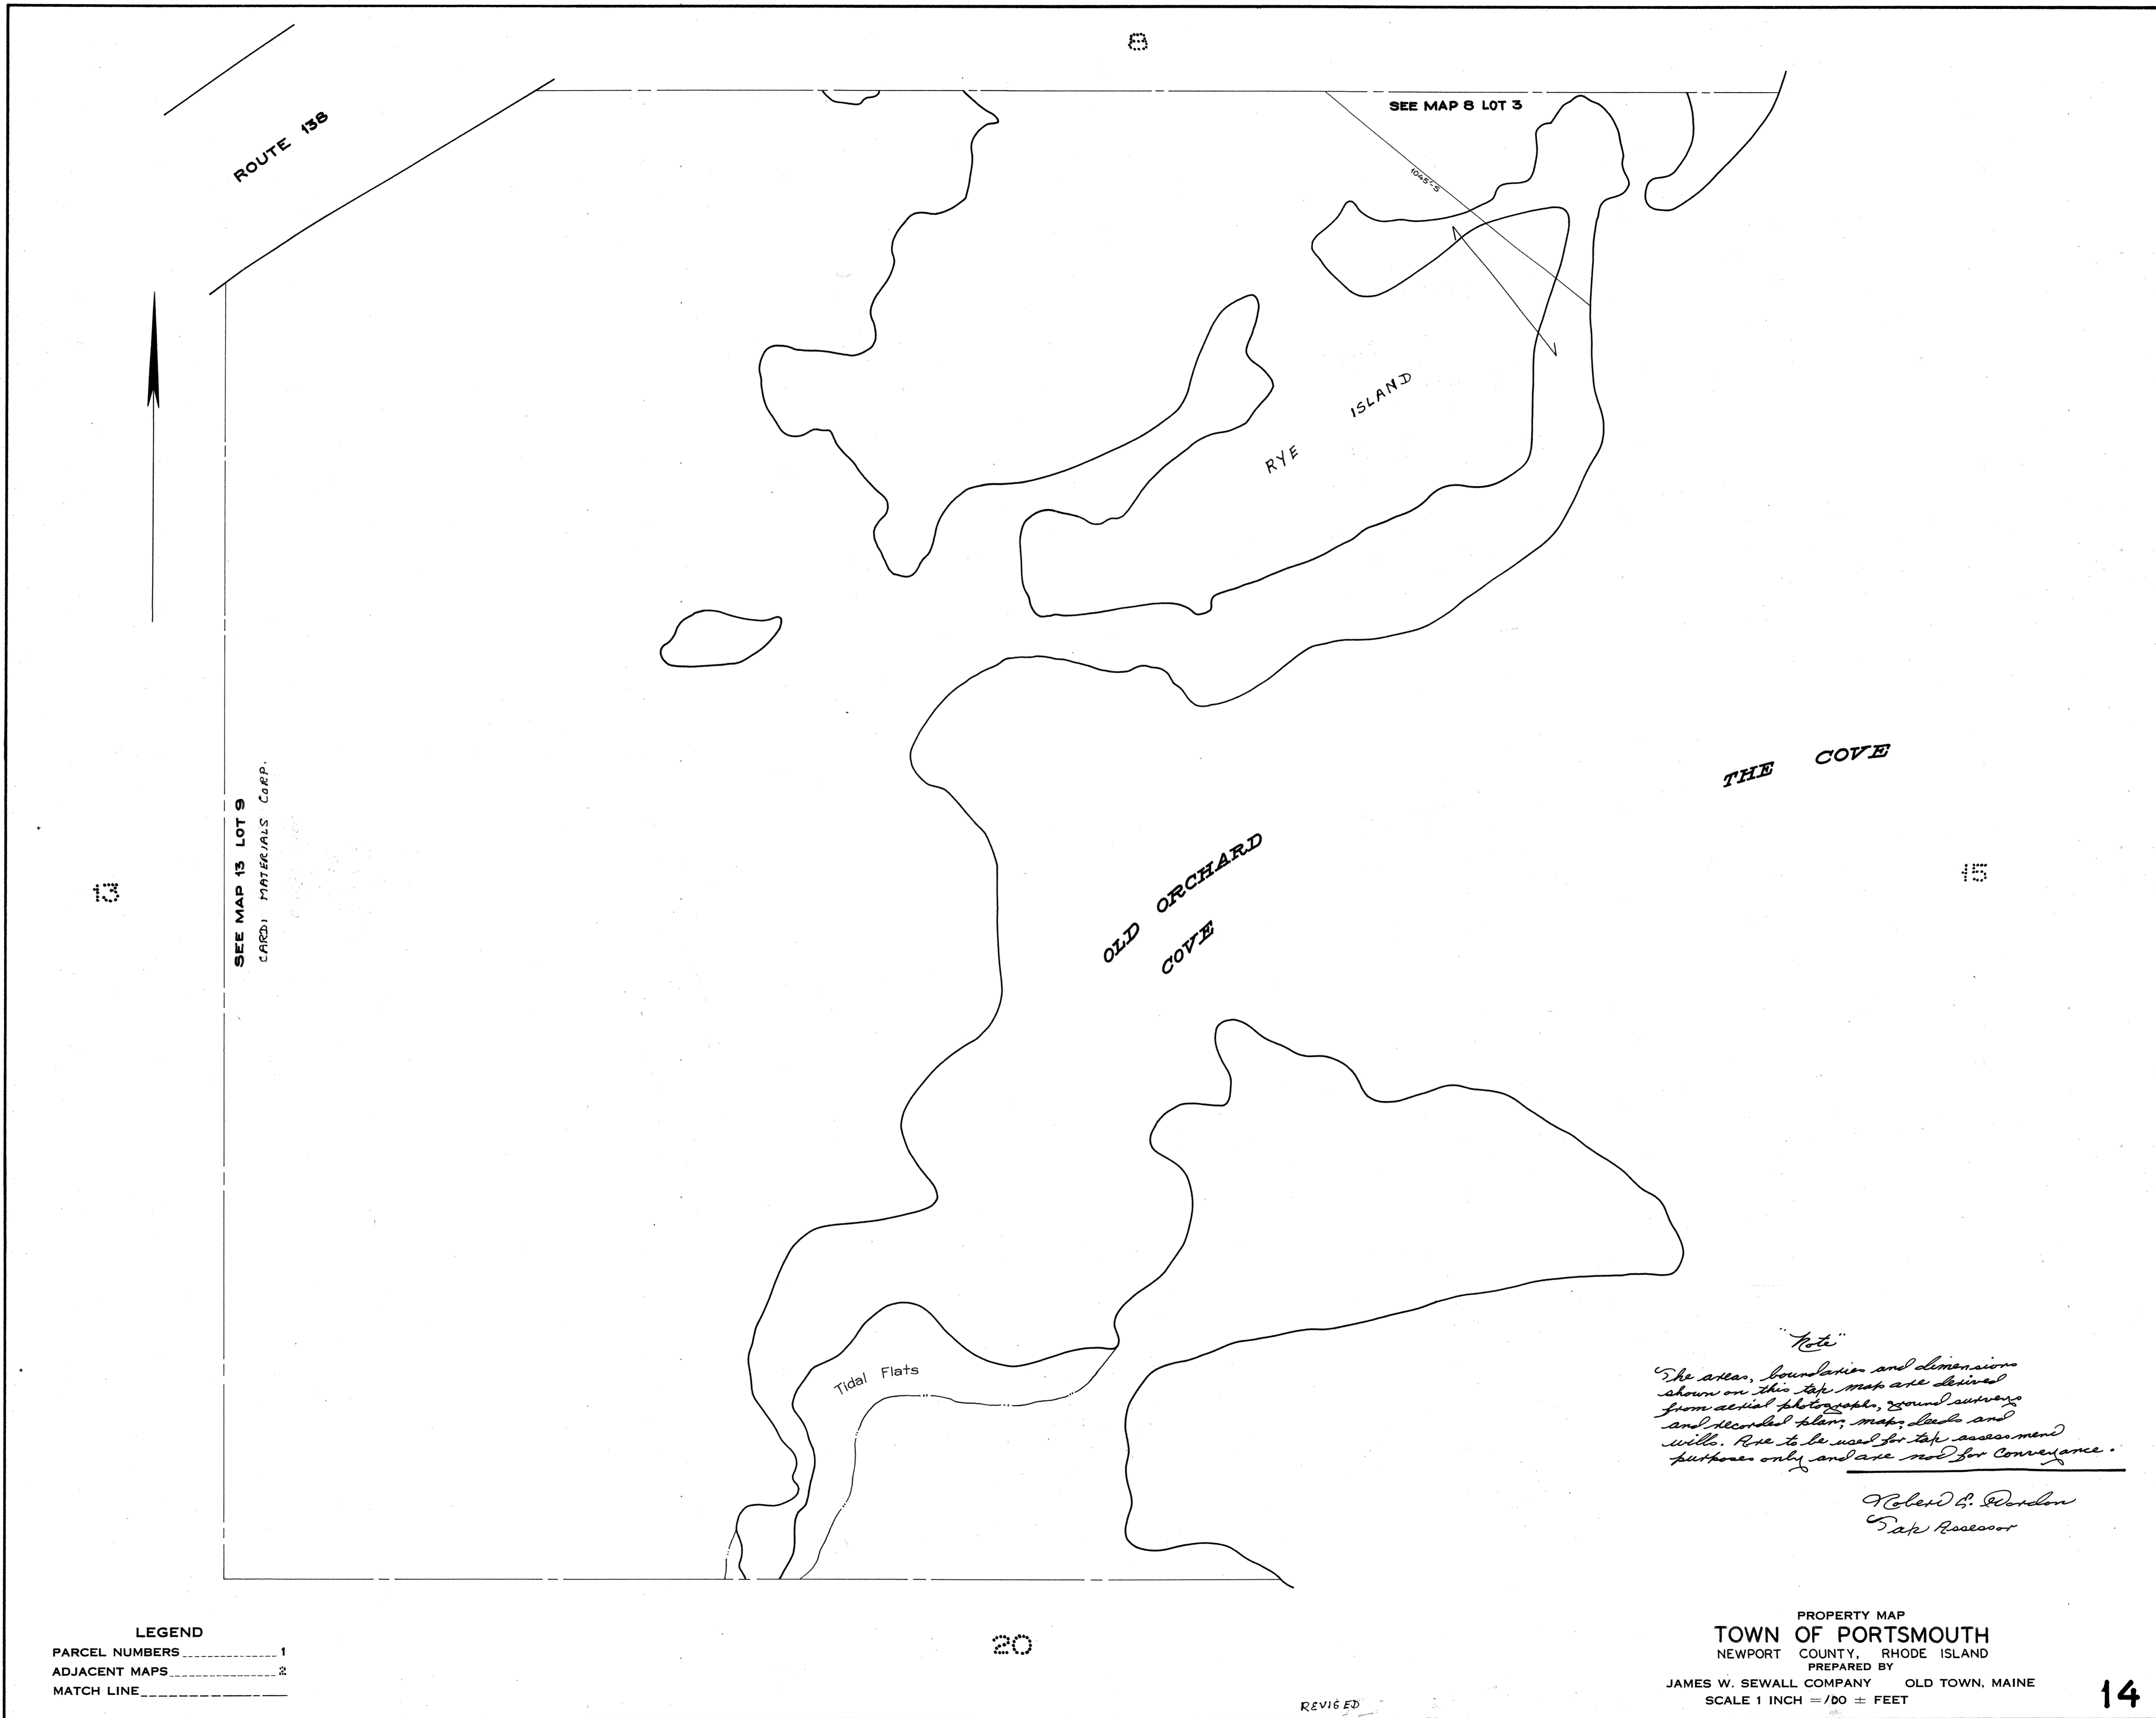 8
ROUTE 138
SEE MAP 8 LOT 3
1045'-S
RYE ISLAND
THE COVE
SEE MAP 13 LOT 9
CARDI MATERIALS CORP.
13
15
OLD ORCHARD
COVE
Tidal Flats
"Note"
The areas, boundaries and dimensions
shown on this tax map are derived
from aerial photographs, ground surveys
and recorded plans, maps, deeds and
wills. Are to be used for tax assessment
purposes only and are not for conveyance.
Robert E.
Tax Assessor
LEGEND
PARCEL NUMBERS 1
ADJACENT MAPS 2
MATCH LINE
20
REVISED
PROPERTY MAP
TOWN OF PORTSMOUTH
NEWPORT COUNTY, RHODE ISLAND
PREPARED BY
JAMES W. SEWALL COMPANY OLD TOWN, MAINE
SCALE 1 INCH = 100 ± FEET
14